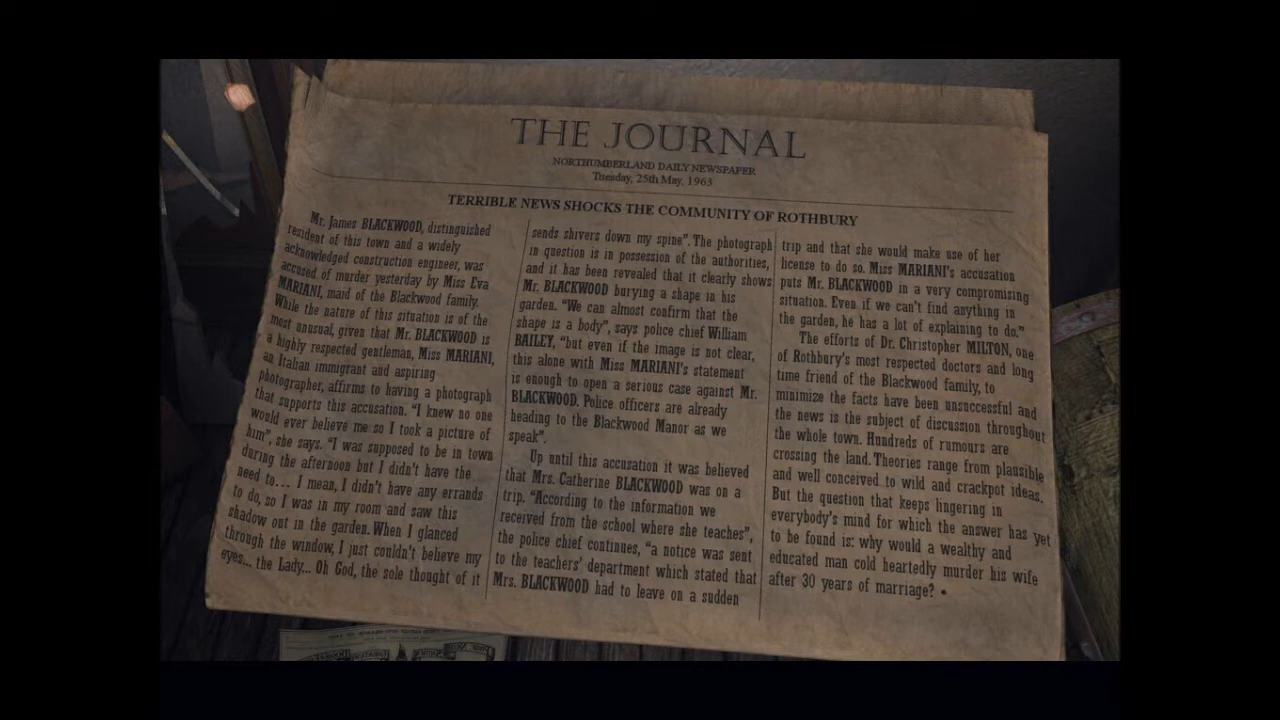 THE JOURNAL
NORTHUMBERLAND DAILY NEWSPAPER
Tuesday, 25th May, 1963
TERRIBLE NEWS SHOCKS THE COMMUNITY OF ROTHBURY
Mr. James BLACKWOOD, distinguished
resident of this town and a widely
acknowledged construction engineer, was
accused of murder yesterday by Miss Eva
MARIANI, maid of the Blackwood family.
While the nature of this situation is of the
most unusual, given that Mr. BLACKWOOD is
a highly respected gentleman, Miss MARIANI,
an Italian immigrant and aspiring
photographer, affirms to having a photograph
that supports this accusation. “I knew no one
would ever believe me so I took a picture of
him”, she says. “I was supposed to be in town
during the afternoon but I didn’t have the
need to... I mean, I didn’t have any errands
to do, so I was in my room and saw this
shadow out in the garden. When I glanced
through the window, I just couldn’t believe my
eyes... the Lady... Oh God, the sole thought of it
sends shivers down my spine”. The photograph
in question is in possession of the authorities,
and it has been revealed that it clearly shows
Mr. BLACKWOOD burying a shape in his
garden. “We can almost confirm that the
shape is a body”, says police chief William
BAILEY, “but even if the image is not clear,
this alone with Miss MARIANI’s statement
is enough to open a serious case against Mr.
BLACKWOOD. Police officers are already
heading to the Blackwood Manor as we
speak”.
Up until this accusation it was believed
that Mrs. Catherine BLACKWOOD was on a
trip. “According to the information we
received from the school where she teaches”,
the police chief continues, “a notice was sent
to the teachers’ department which stated that
Mrs. BLACKWOOD had to leave on a sudden
trip and that she would make use of her
license to do so. Miss MARIANI’s accusation
puts Mr. BLACKWOOD in a very compromising
situation. Even if we can’t find anything in
the garden, he has a lot of explaining to do.”
The efforts of Dr. Christopher MILTON, one
of Rothbury’s most respected doctors and long
time friend of the Blackwood family, to
minimize the facts have been unsuccessful and
the news is the subject of discussion throughout
the whole town. Hundreds of rumours are
crossing the land. Theories range from plausible
and well conceived to wild and crackpot ideas.
But the question that keeps lingering in
everybody’s mind for which the answer has yet
to be found is: why would a wealthy and
educated man cold heartedly murder his wife
after 30 years of marriage? •